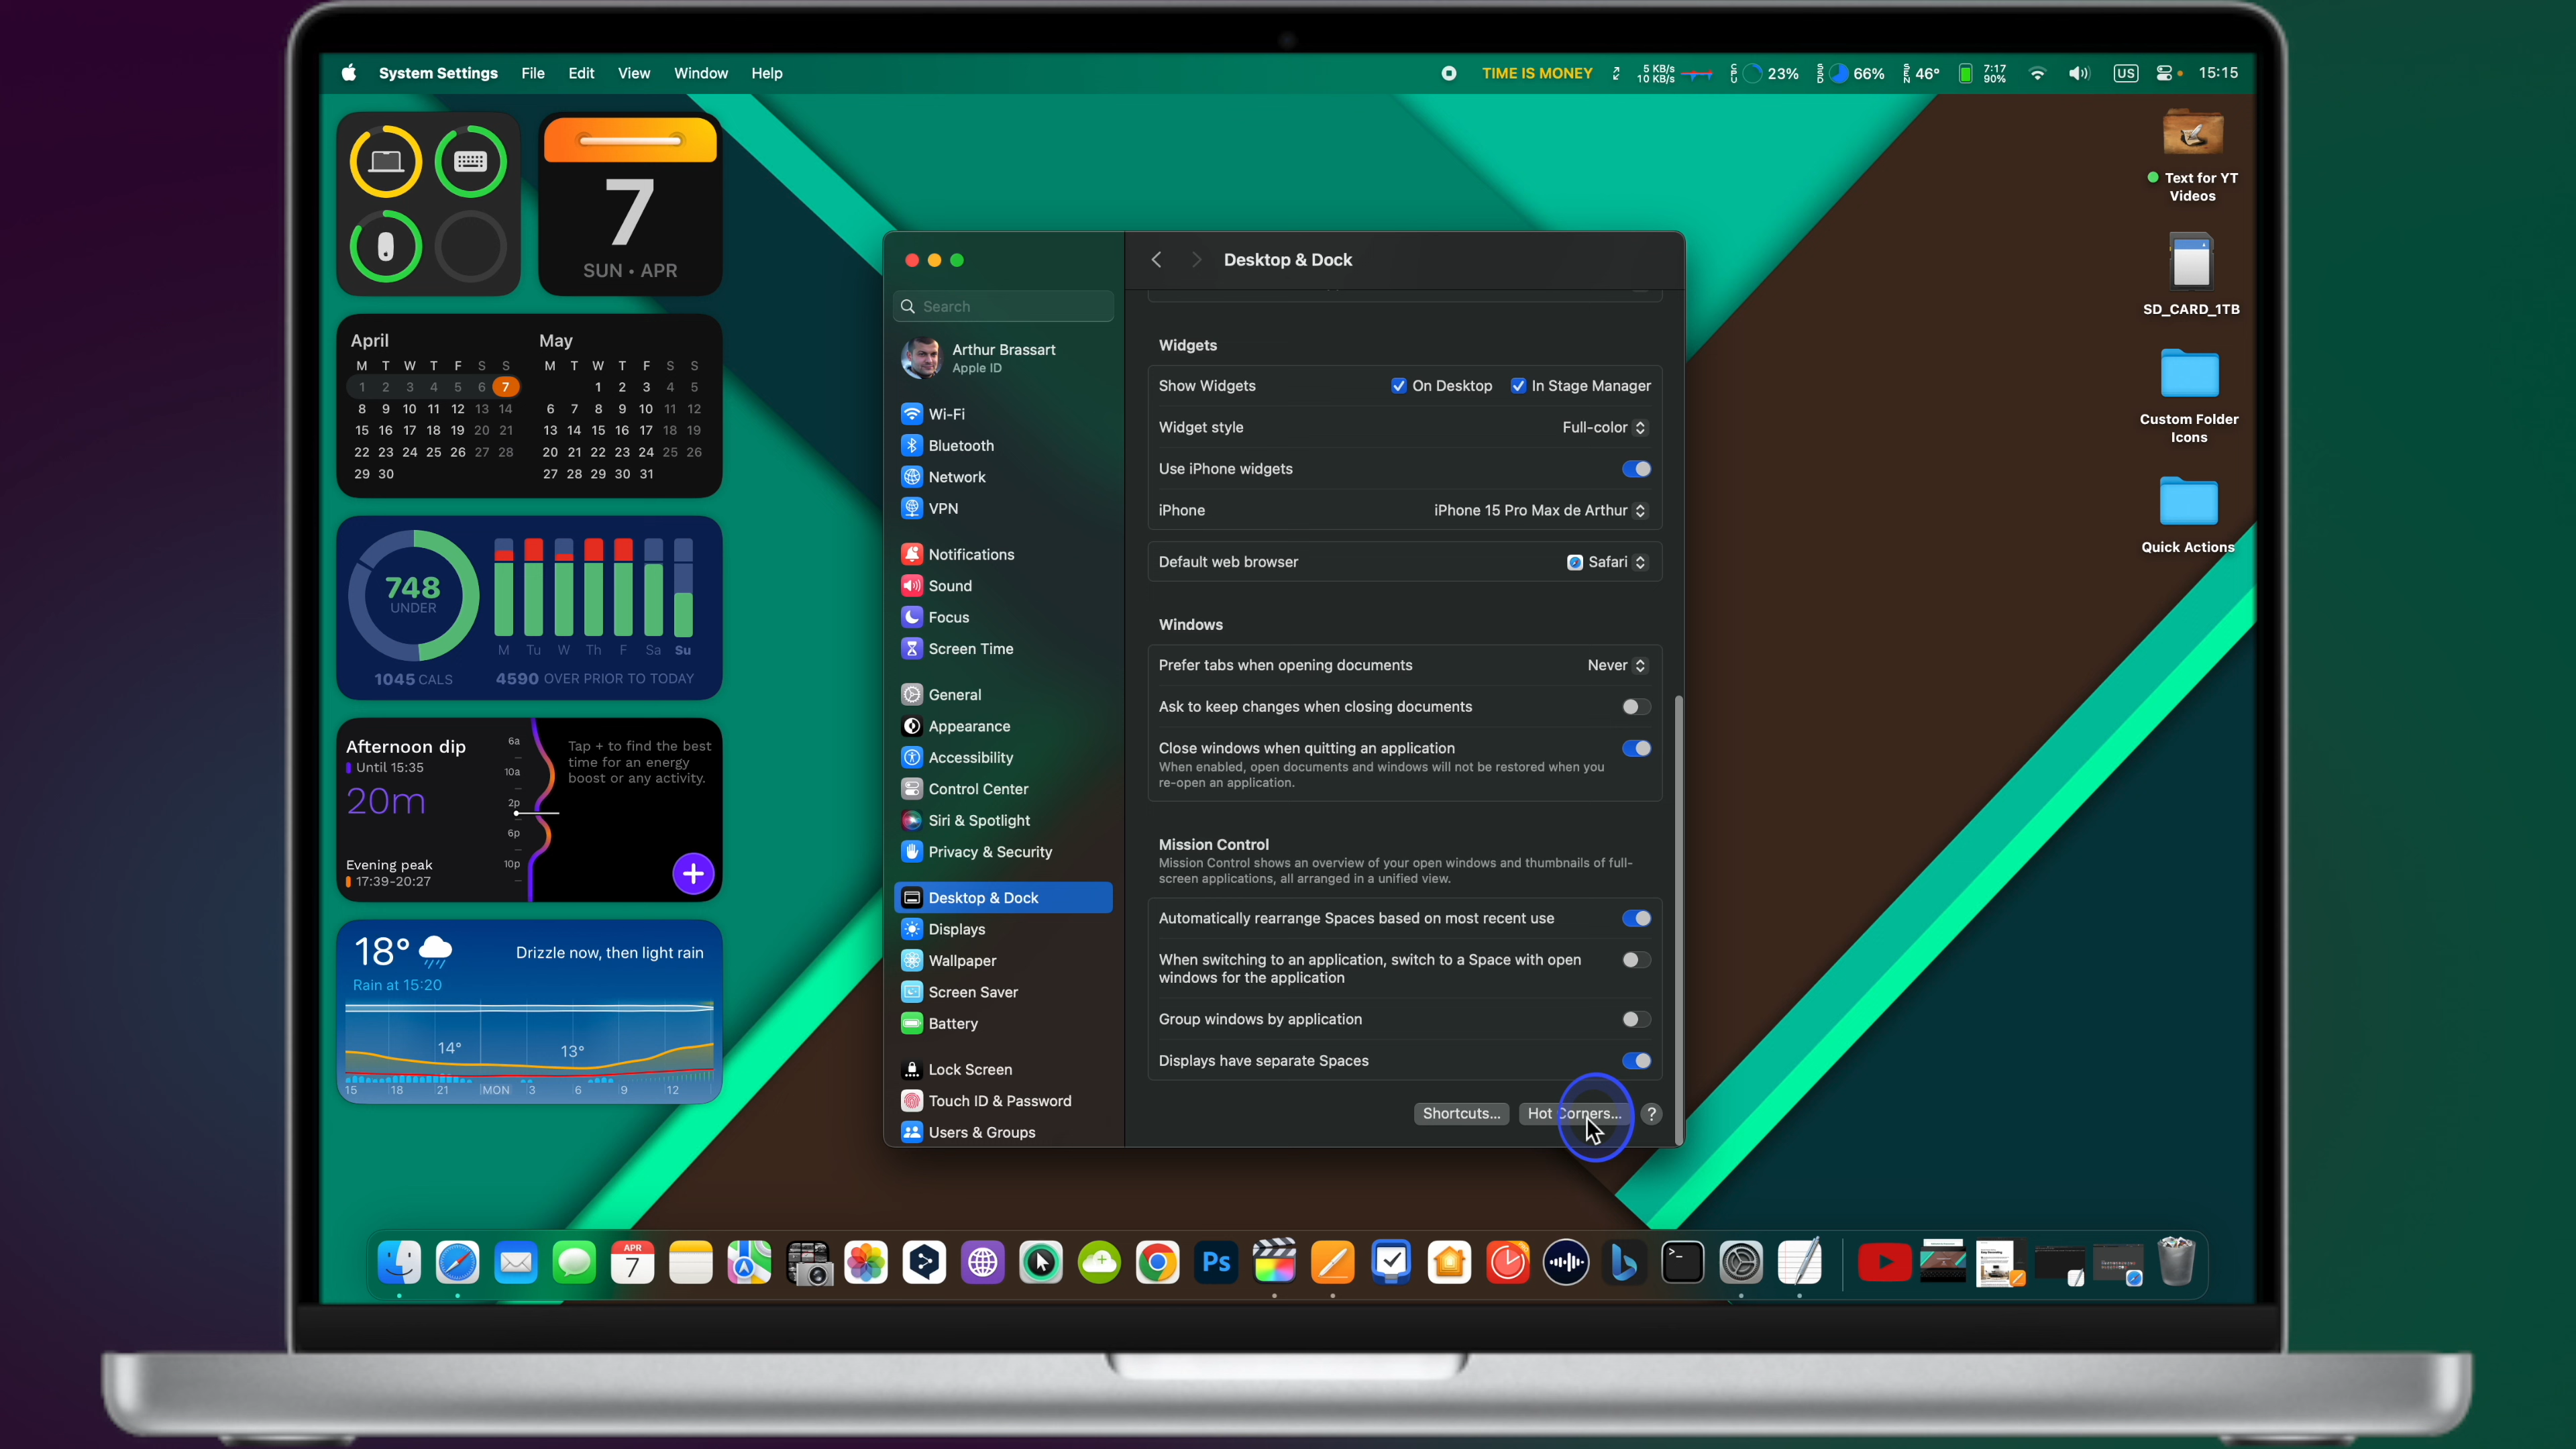 System Settings File Edit View Window Help
TIME IS MONEY
5 KB/s
10 KB/s
CPU 23%
SSD 66%
SEN 46°
7:17
90%
US
15:15
7
SUN • APR
April
M T W T F S S
1 2 3 4 5 6 7
8 9 10 11 12 13 14
15 16 17 18 19 20 21
22 23 24 25 26 27 28
29 30
May
M T W T F S S
1 2 3 4 5
6 7 8 9 10 11 12
13 14 15 16 17 18 19
20 21 22 23 24 25 26
27 28 29 30 31
748
UNDER
1045 CALS
M Tu W Th F Sa Su
4590 OVER PRIOR TO TODAY
Afternoon dip
Until 15:35
20m
Evening peak
17:39-20:27
6a
10a
2p
6p
10p
Tap + to find the best
time for an energy
boost or any activity.
18°
Drizzle now, then light rain
Rain at 15:20
14°
13°
15 18 21 MON 3 6 9 12
Search
Arthur Brassart
Apple ID
Wi-Fi
Bluetooth
Network
VPN
Notifications
Sound
Focus
Screen Time
General
Appearance
Accessibility
Control Center
Siri & Spotlight
Privacy & Security
Desktop & Dock
Displays
Wallpaper
Screen Saver
Battery
Lock Screen
Touch ID & Password
Users & Groups
Desktop & Dock
Widgets
Show Widgets On Desktop In Stage Manager
Widget style Full-color
Use iPhone widgets
iPhone iPhone 15 Pro Max de Arthur
Default web browser Safari
Windows
Prefer tabs when opening documents Never
Ask to keep changes when closing documents
Close windows when quitting an application
When enabled, open documents and windows will not be restored when you
re-open an application.
Mission Control
Mission Control shows an overview of your open windows and thumbnails of full-
screen applications, all arranged in a unified view.
Automatically rearrange Spaces based on most recent use
When switching to an application, switch to a Space with open
windows for the application
Group windows by application
Displays have separate Spaces
Shortcuts... Hot Corners... ?
Text for YT
Videos
SD_CARD_1TB
Custom Folder
Icons
Quick Actions
APR
7
Ps